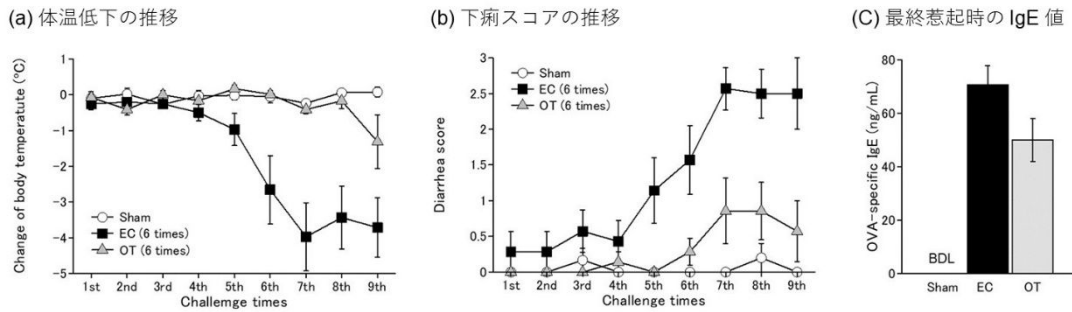 (a) 体温低下の推移
Change of body temperatute (℃)
1
0
-1
-2
-3
-4
-5
Sham
EC (6 times)
OT (6 times)
1st 2nd 3rd 4th 5th 6th 7th 8th 9th
Challemge times
(b) 下痢スコアの推移
Diarrhea score
3
2.5
2
1.5
1
0.5
0
Sham
EC (6 times)
OT (6 times)
1st 2nd 3rd 4th 5th 6th 7th 8th 9th
Challenge times
(C) 最終惹起時の IgE 値
OVA-specific IgE (ng/mL)
80
60
40
20
0
BDL
Sham EC OT